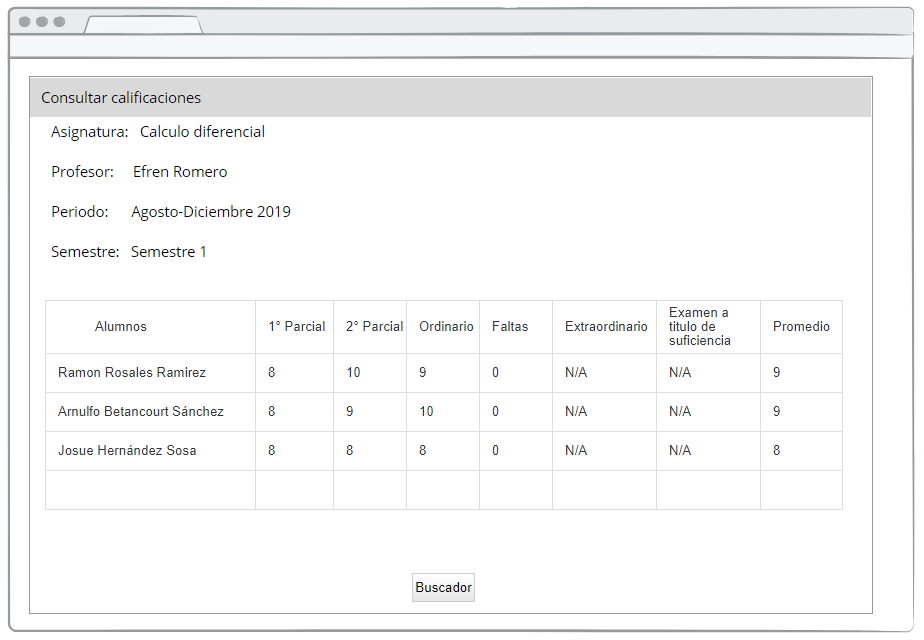 Consultar calificaciones
Asignatura: Calculo diferencial
Profesor: Efren Romero
Periodo: Agosto-Diciembre 2019
Semestre: Semestre 1
Alumnos 1° Parcial 2° Parcial Ordinario Faltas Extraordinario Examen a titulo de suficiencia Promedio
Ramon Rosales Ramirez 8 10 9 0 N/A N/A 9
Arnulfo Betancourt Sánchez 8 9 10 0 N/A N/A 9
Josue Hernández Sosa 8 8 8 0 N/A N/A 8
Buscador